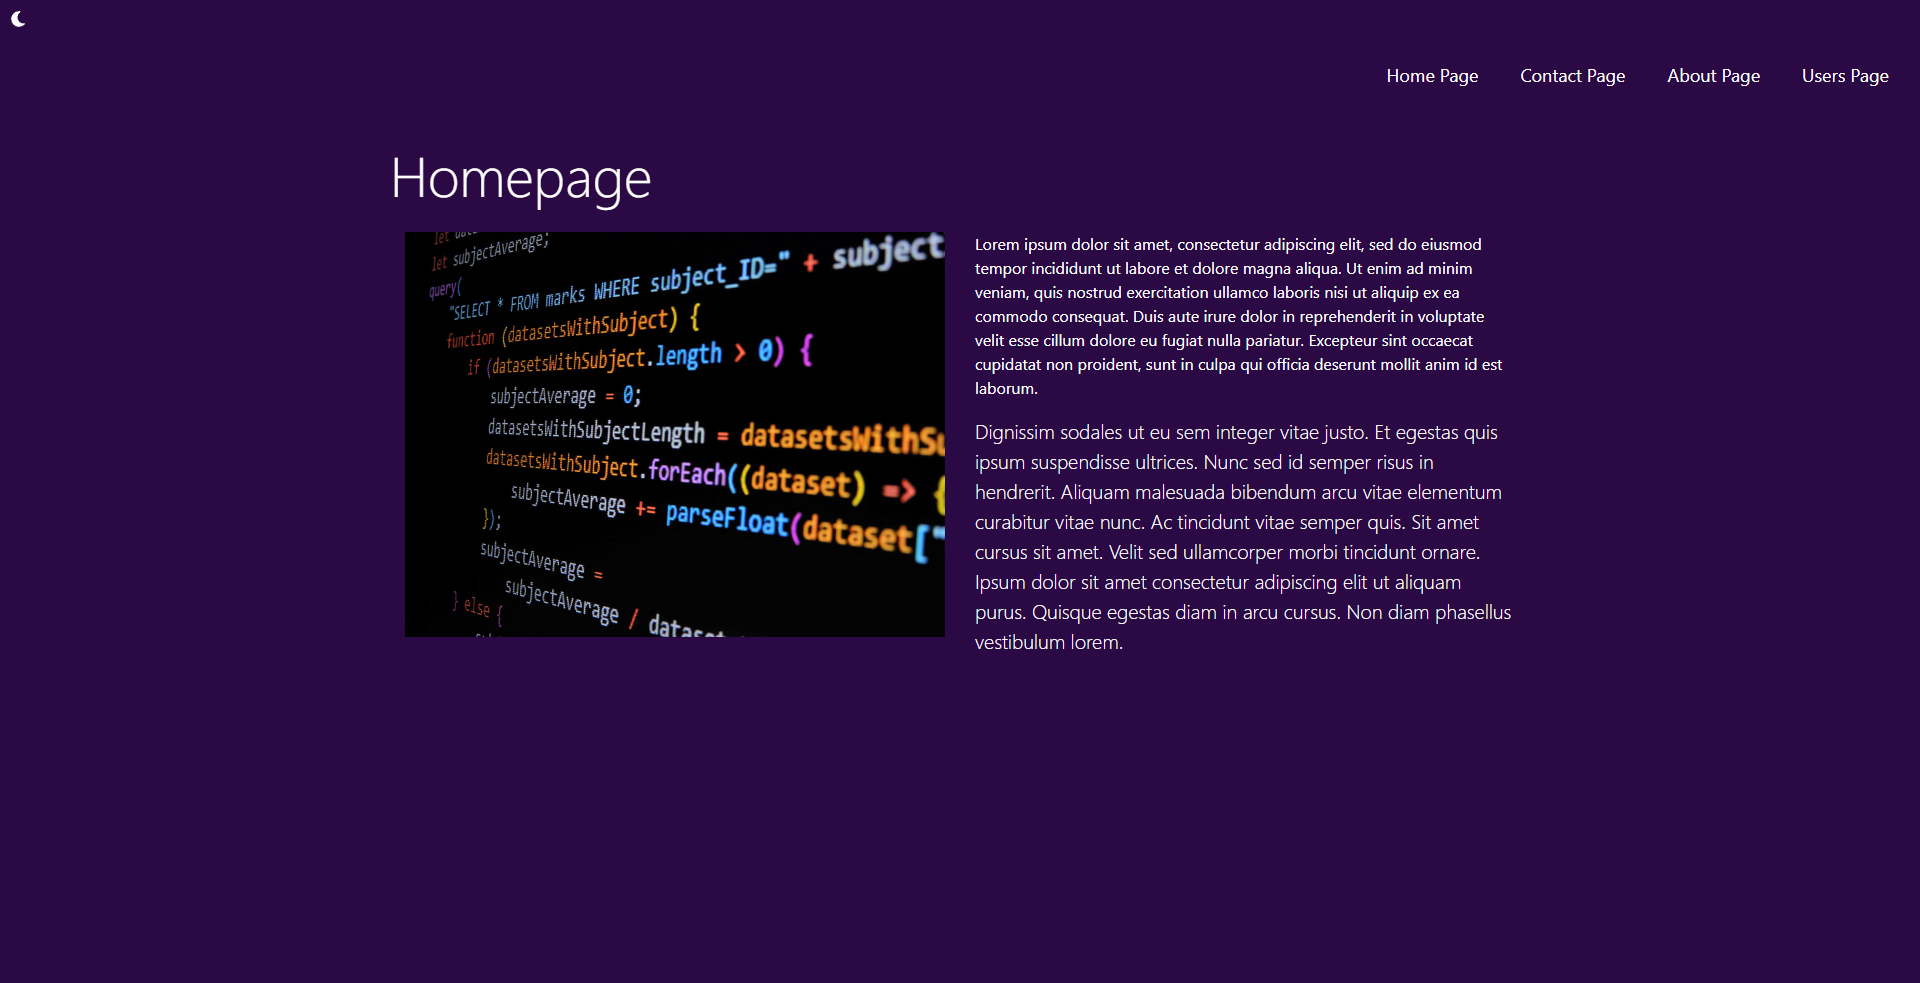 Home Page Contact Page About Page Users Page
Homepage
let subjectAverage;
query(
"SELECT * FROM marks WHERE subject_ID=" + subject
function (datasetsWithSubject) {
if (datasetsWithSubject.length > 0) {
subjectAverage = 0;
datasetsWithSubjectLength = datasetsWithSu
datasetsWithSubject.forEach((dataset) => {
subjectAverage += parseFloat(dataset["
});
subjectAverage =
subjectAverage / datas
} else {
Lorem ipsum dolor sit amet, consectetur adipiscing elit, sed do eiusmod
tempor incididunt ut labore et dolore magna aliqua. Ut enim ad minim
veniam, quis nostrud exercitation ullamco laboris nisi ut aliquip ex ea
commodo consequat. Duis aute irure dolor in reprehenderit in voluptate
velit esse cillum dolore eu fugiat nulla pariatur. Excepteur sint occaecat
cupidatat non proident, sunt in culpa qui officia deserunt mollit anim id est
laborum.
Dignissim sodales ut eu sem integer vitae justo. Et egestas quis
ipsum suspendisse ultrices. Nunc sed id semper risus in
hendrerit. Aliquam malesuada bibendum arcu vitae elementum
curabitur vitae nunc. Ac tincidunt vitae semper quis. Sit amet
cursus sit amet. Velit sed ullamcorper morbi tincidunt ornare.
Ipsum dolor sit amet consectetur adipiscing elit ut aliquam
purus. Quisque egestas diam in arcu cursus. Non diam phasellus
vestibulum lorem.